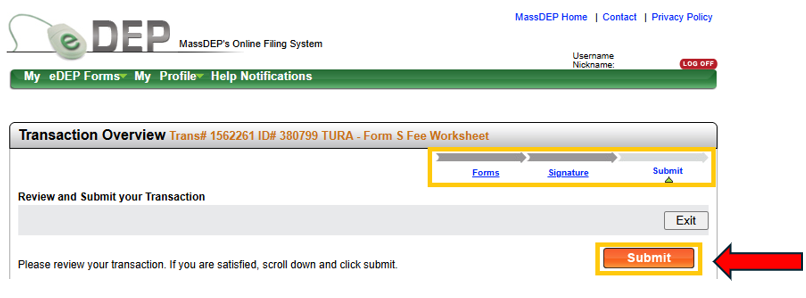 MassDEP Home | Contact | Privacy Policy
eDEP MassDEP's Online Filing System
Username
Nickname: LOG OFF
My eDEP Forms My Profile Help Notifications
Transaction Overview Trans# 1562261 ID# 380799 TURA - Form S Fee Worksheet
Forms Signature Submit
Review and Submit your Transaction
Exit
Submit
Please review your transaction. If you are satisfied, scroll down and click submit.